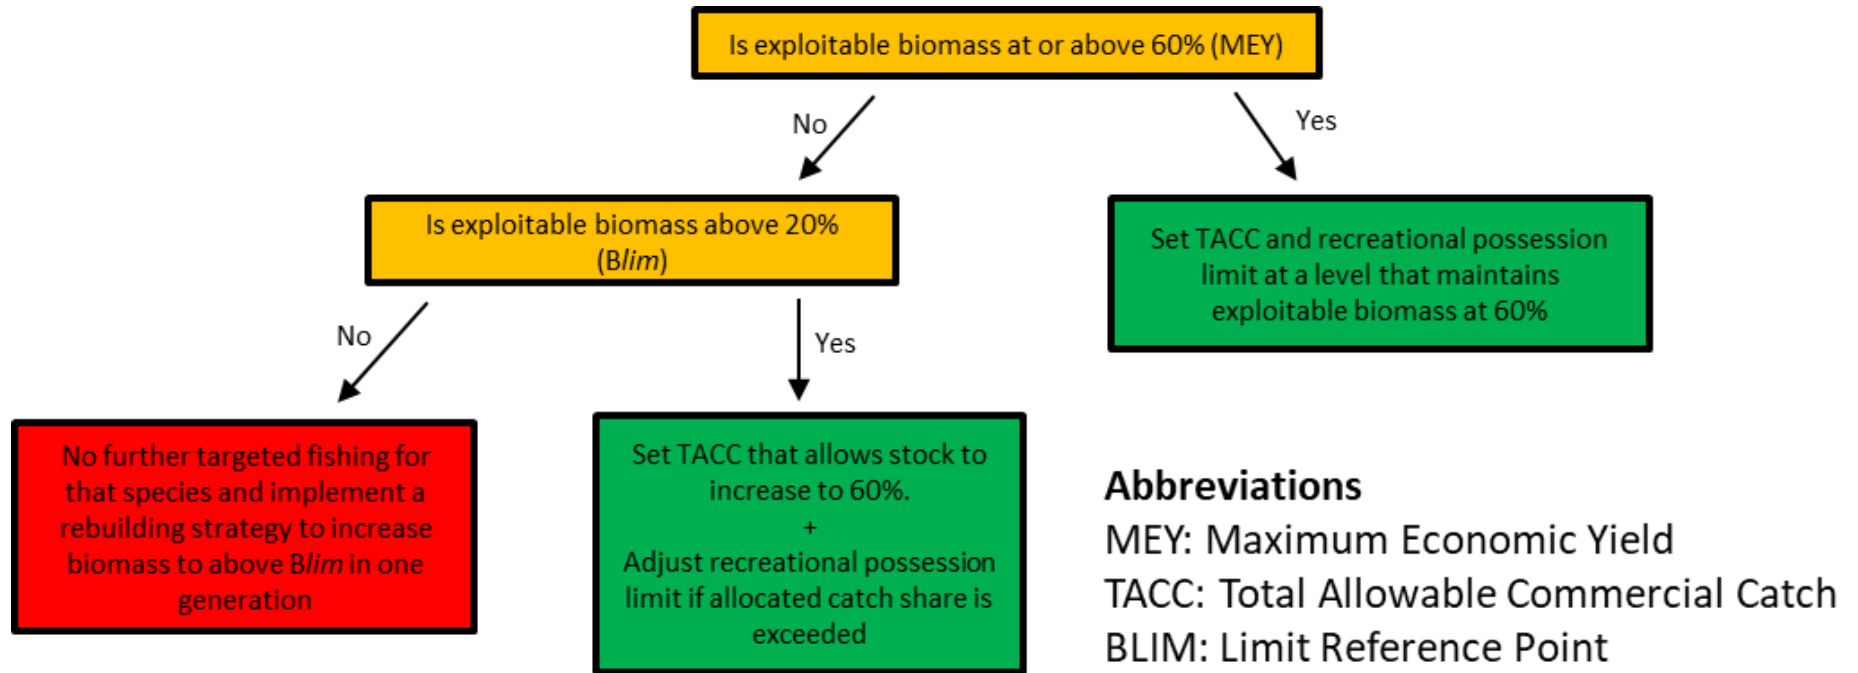 Is exploitable biomass at or above 60% (MEY)
No
Yes
Is exploitable biomass above 20%
(Blim)
Set TACC and recreational possession
limit at a level that maintains
exploitable biomass at 60%
No
Yes
No further targeted fishing for
that species and implement a
rebuilding strategy to increase
biomass to above Blim in one
generation
Set TACC that allows stock to
increase to 60%.
+
Adjust recreational possession
limit if allocated catch share is
exceeded
Abbreviations
MEY: Maximum Economic Yield
TACC: Total Allowable Commercial Catch
BLIM: Limit Reference Point